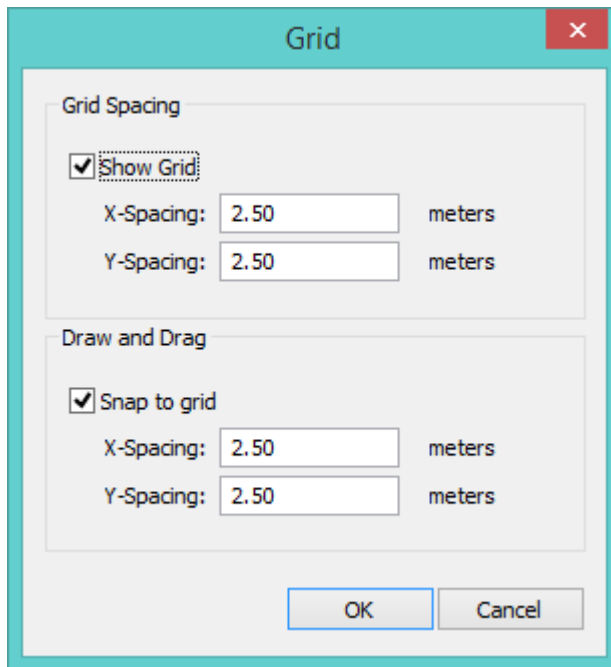 Grid
Grid Spacing
Show Grid
X-Spacing: 2.50 meters
Y-Spacing: 2.50 meters
Draw and Drag
Snap to grid
X-Spacing: 2.50 meters
Y-Spacing: 2.50 meters
OK Cancel